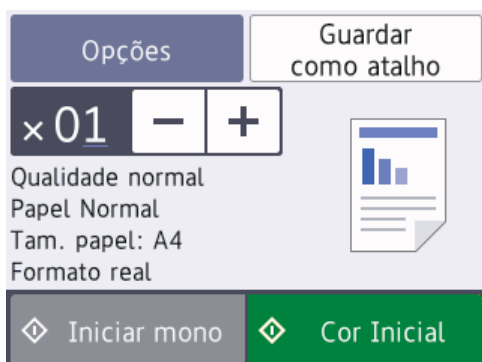 Opções
Guardar
como atalho
×01 − +
Qualidade normal
Papel Normal
Tam. papel: A4
Formato real
Iniciar mono
Cor Inicial